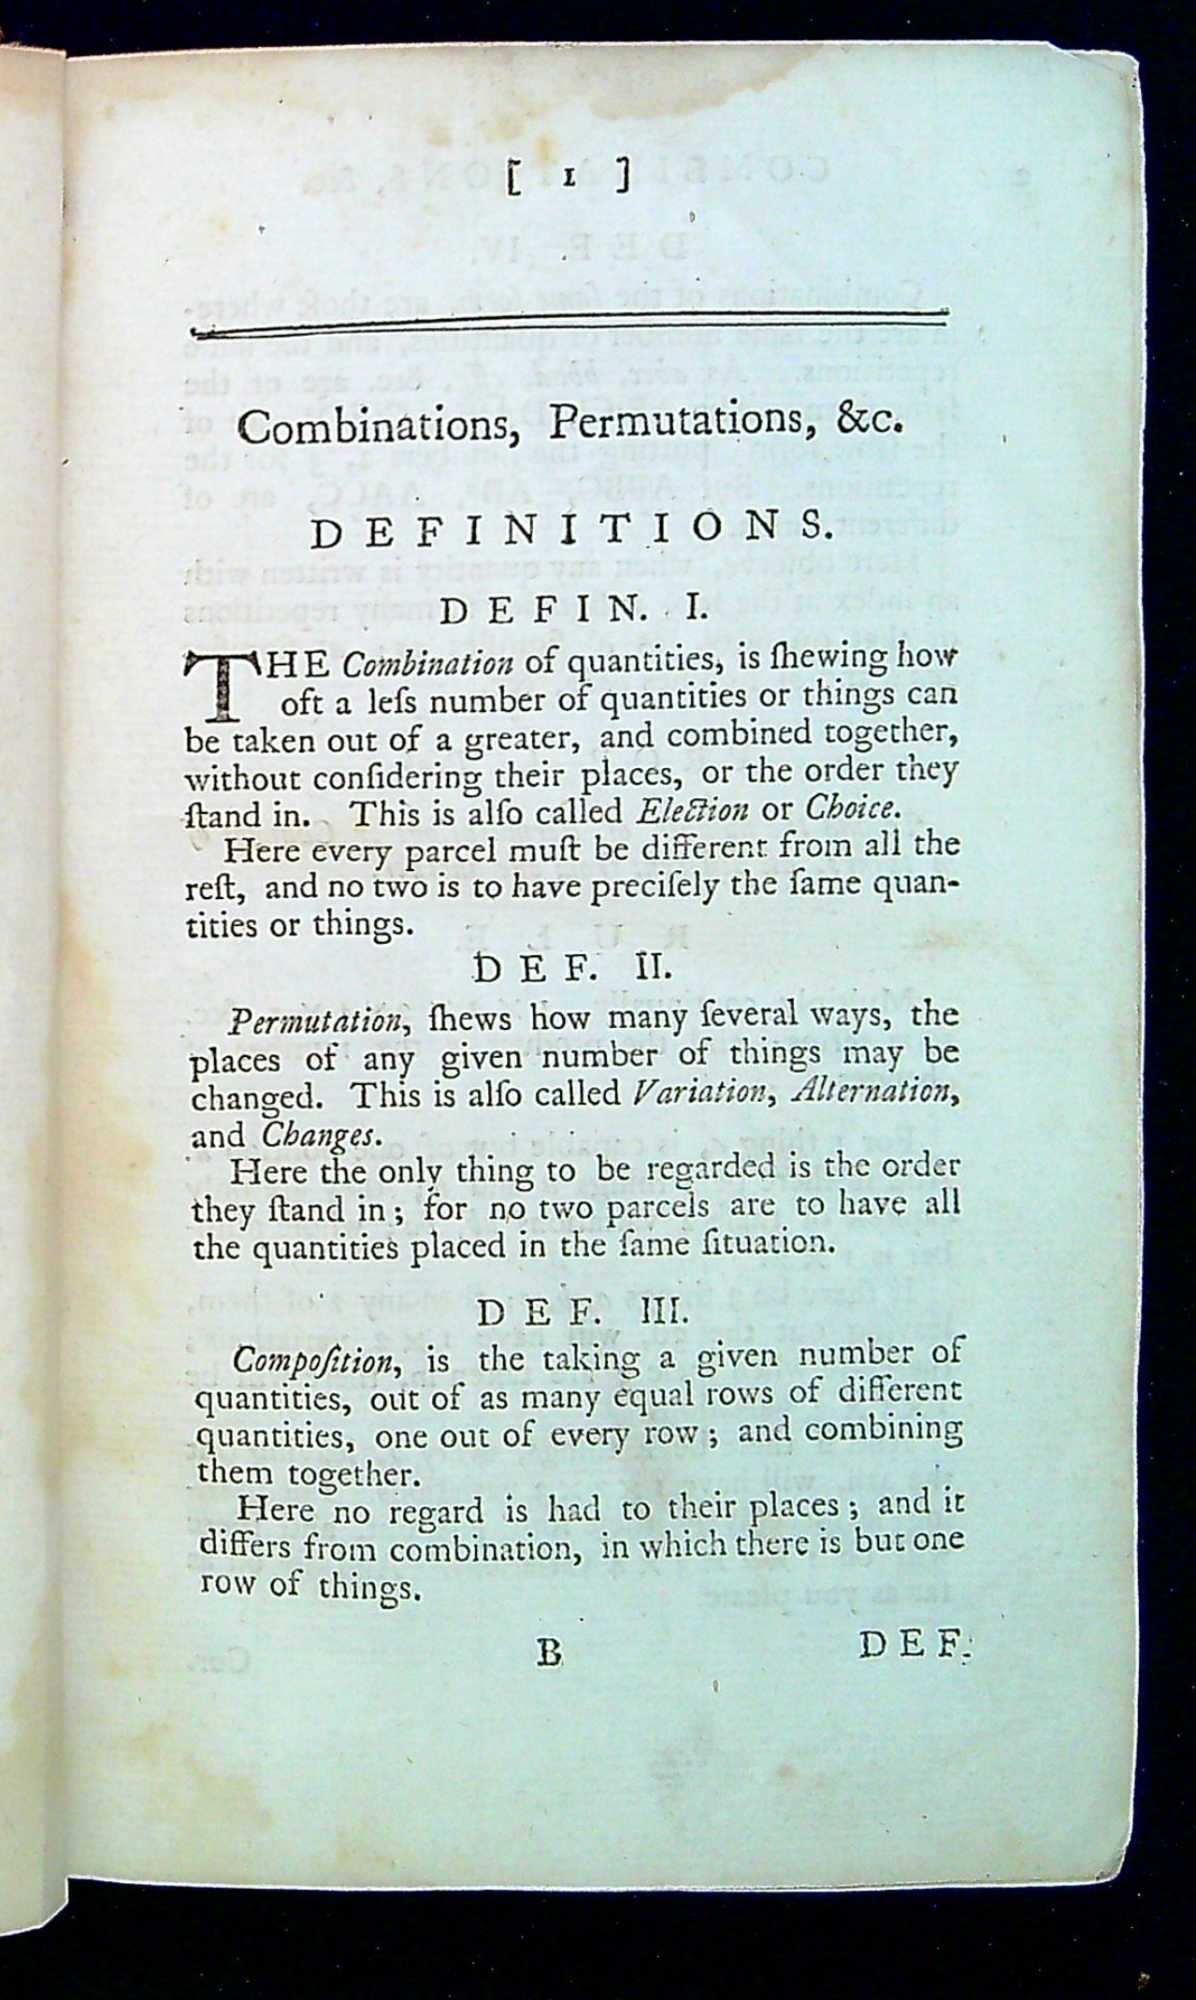 [ 1 ]
Combinations, Permutations, &c.
DEFINITIONS.
DEFIN. I.
THE Combination of quantities, is ſhewing how
oft a leſs number of quantities or things can
be taken out of a greater, and combined together,
without conſidering their places, or the order they
ſtand in. This is alſo called Election or Choice.
Here every parcel muſt be different from all the
reſt, and no two is to have preciſely the ſame quan-
tities or things.
DEF. II.
Permutation, ſhews how many ſeveral ways, the
places of any given number of things may be
changed. This is alſo called Variation, Alternation,
and Changes.
Here the only thing to be regarded is the order
they ſtand in; for no two parcels are to have all
the quantities placed in the ſame ſituation.
DEF. III.
Compoſition, is the taking a given number of
quantities, out of as many equal rows of different
quantities, one out of every row; and combining
them together.
Here no regard is had to their places; and it
differs from combination, in which there is but one
row of things.
B DEF.